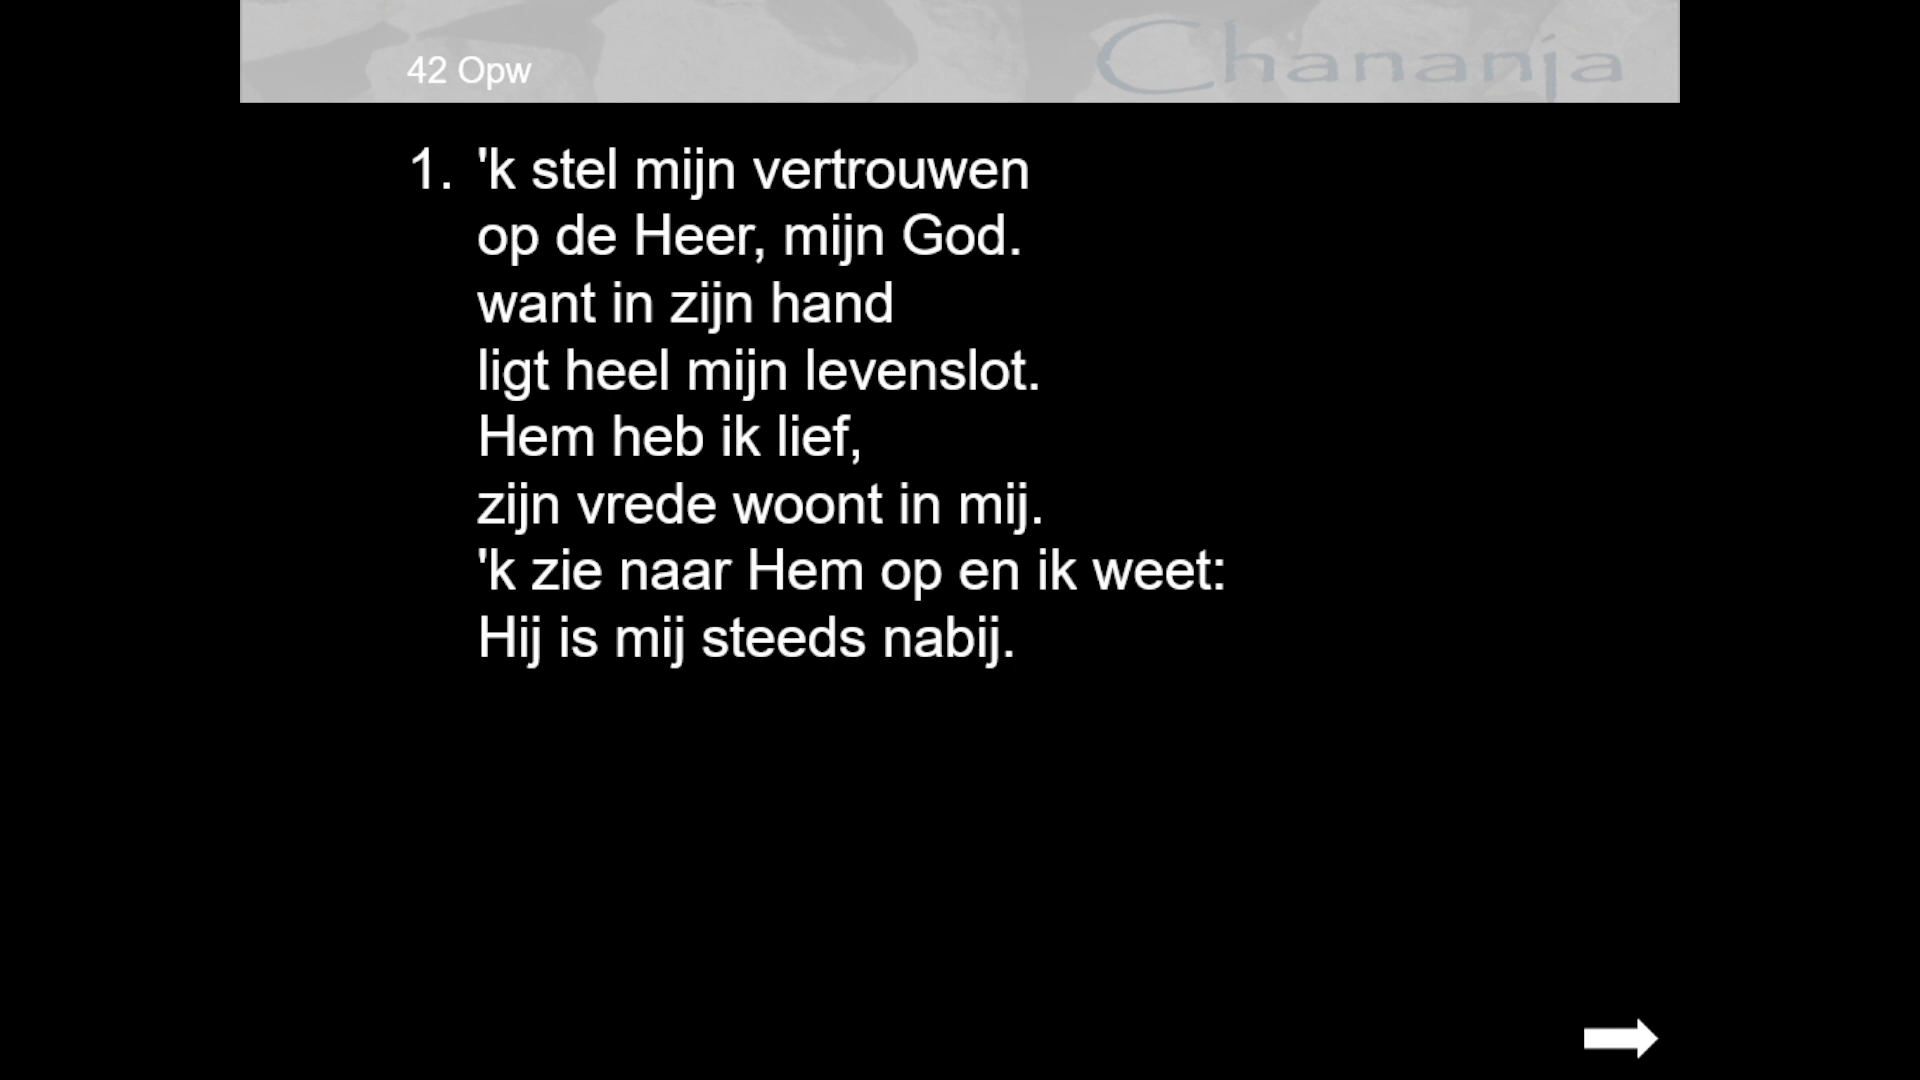 42 Opw
Chananja
1. 'k stel mijn vertrouwen
op de Heer, mijn God.
want in zijn hand
ligt heel mijn levenslot.
Hem heb ik lief,
zijn vrede woont in mij.
'k zie naar Hem op en ik weet:
Hij is mij steeds nabij.